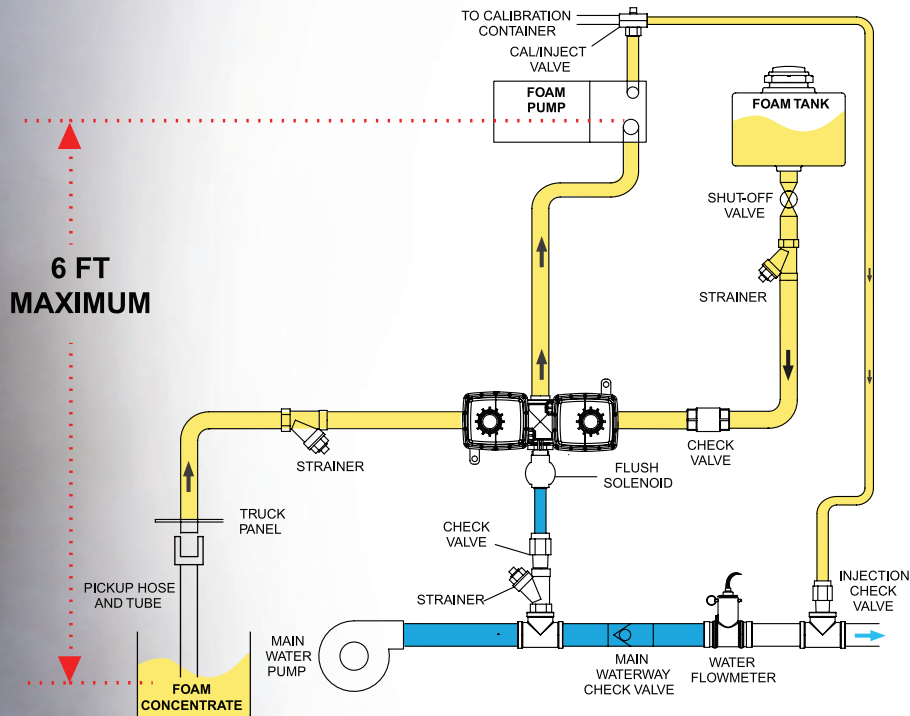 TO CALIBRATION
CONTAINER
CAL/INJECT
VALVE
FOAM
PUMP
FOAM TANK
SHUT-OFF
VALVE
STRAINER
6 FT
MAXIMUM
STRAINER
CHECK
VALVE
FLUSH
SOLENOID
TRUCK
PANEL
CHECK
VALVE
PICKUP HOSE
AND TUBE
STRAINER
INJECTION
CHECK
VALVE
MAIN
WATER
PUMP
MAIN
WATERWAY
CHECK VALVE
WATER
FLOWMETER
FOAM
CONCENTRATE